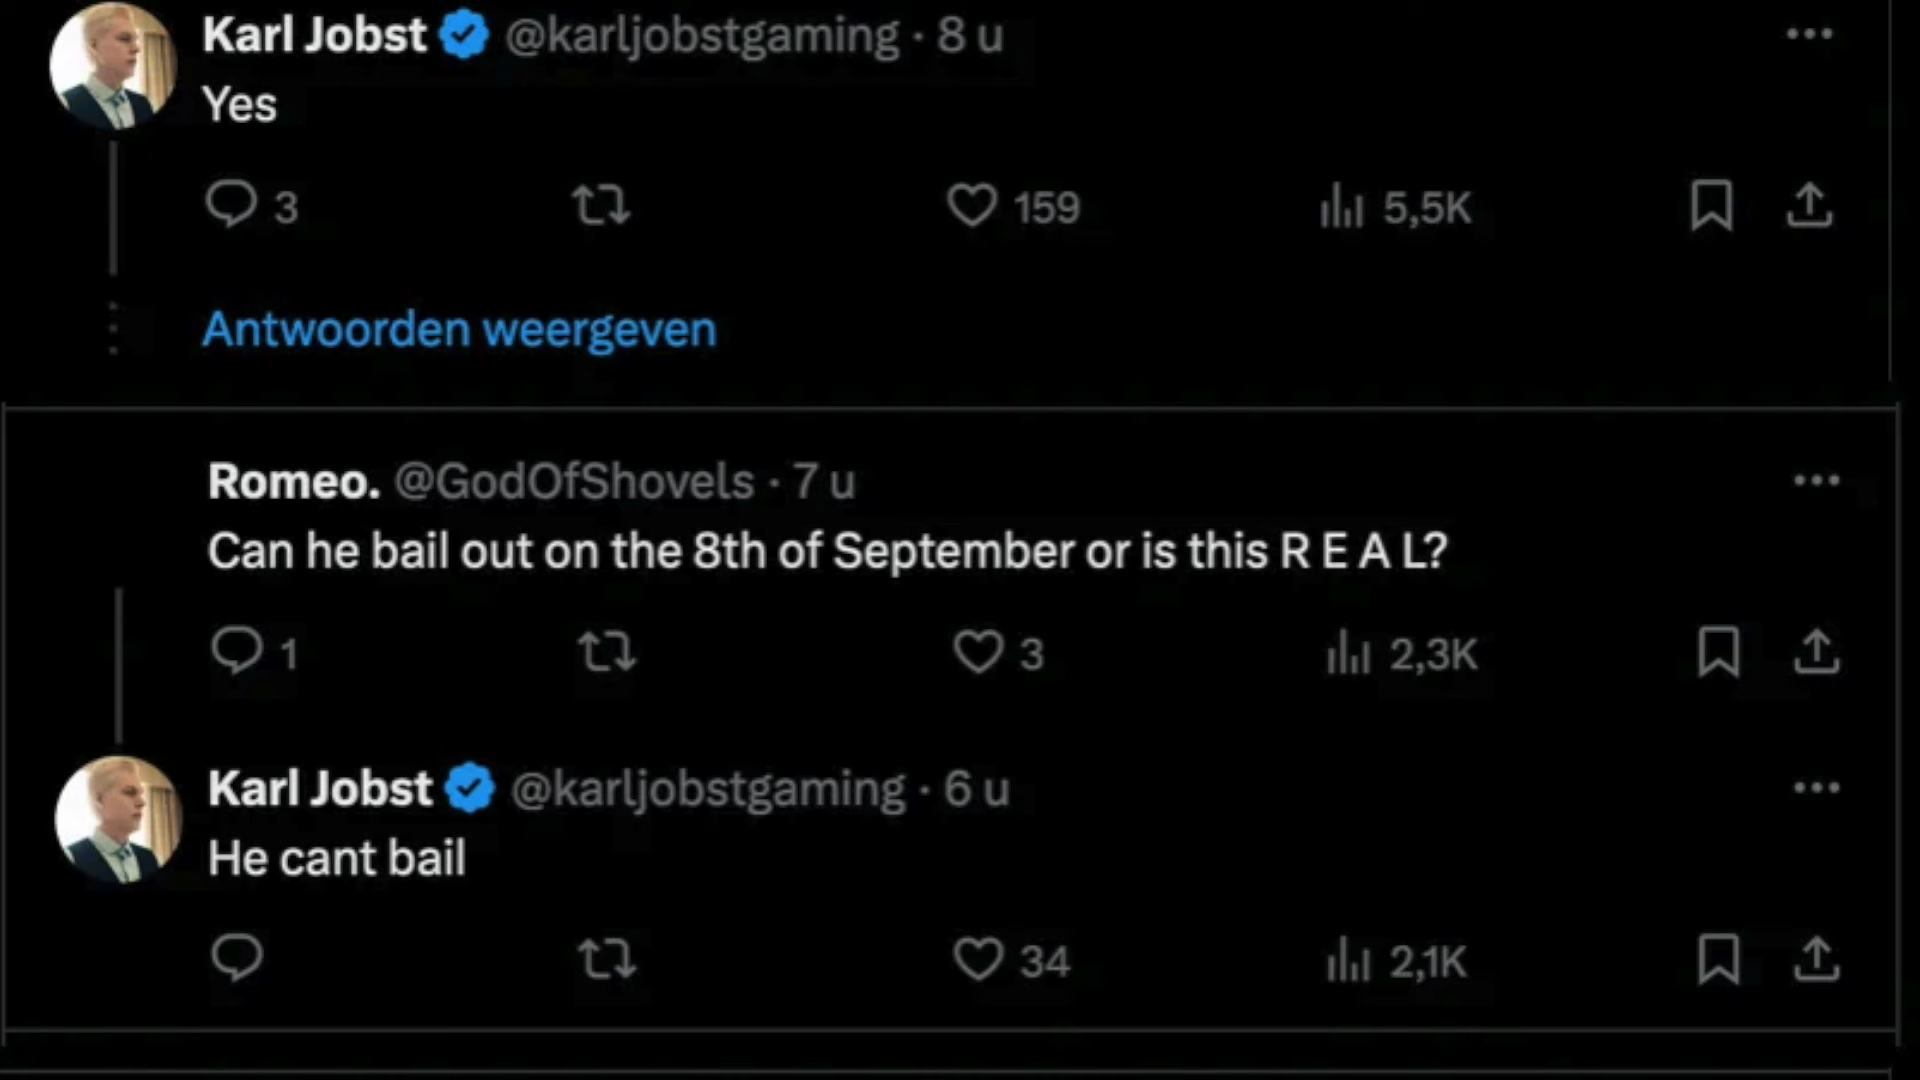 Karl Jobst @karljobstgaming · 8 u
Yes
3 159 5,5K
Antwoorden weergeven
Romeo. @GodOfShovels · 7 u
Can he bail out on the 8th of September or is this R E A L?
1 3 2,3K
Karl Jobst @karljobstgaming · 6 u
He cant bail
34 2,1K